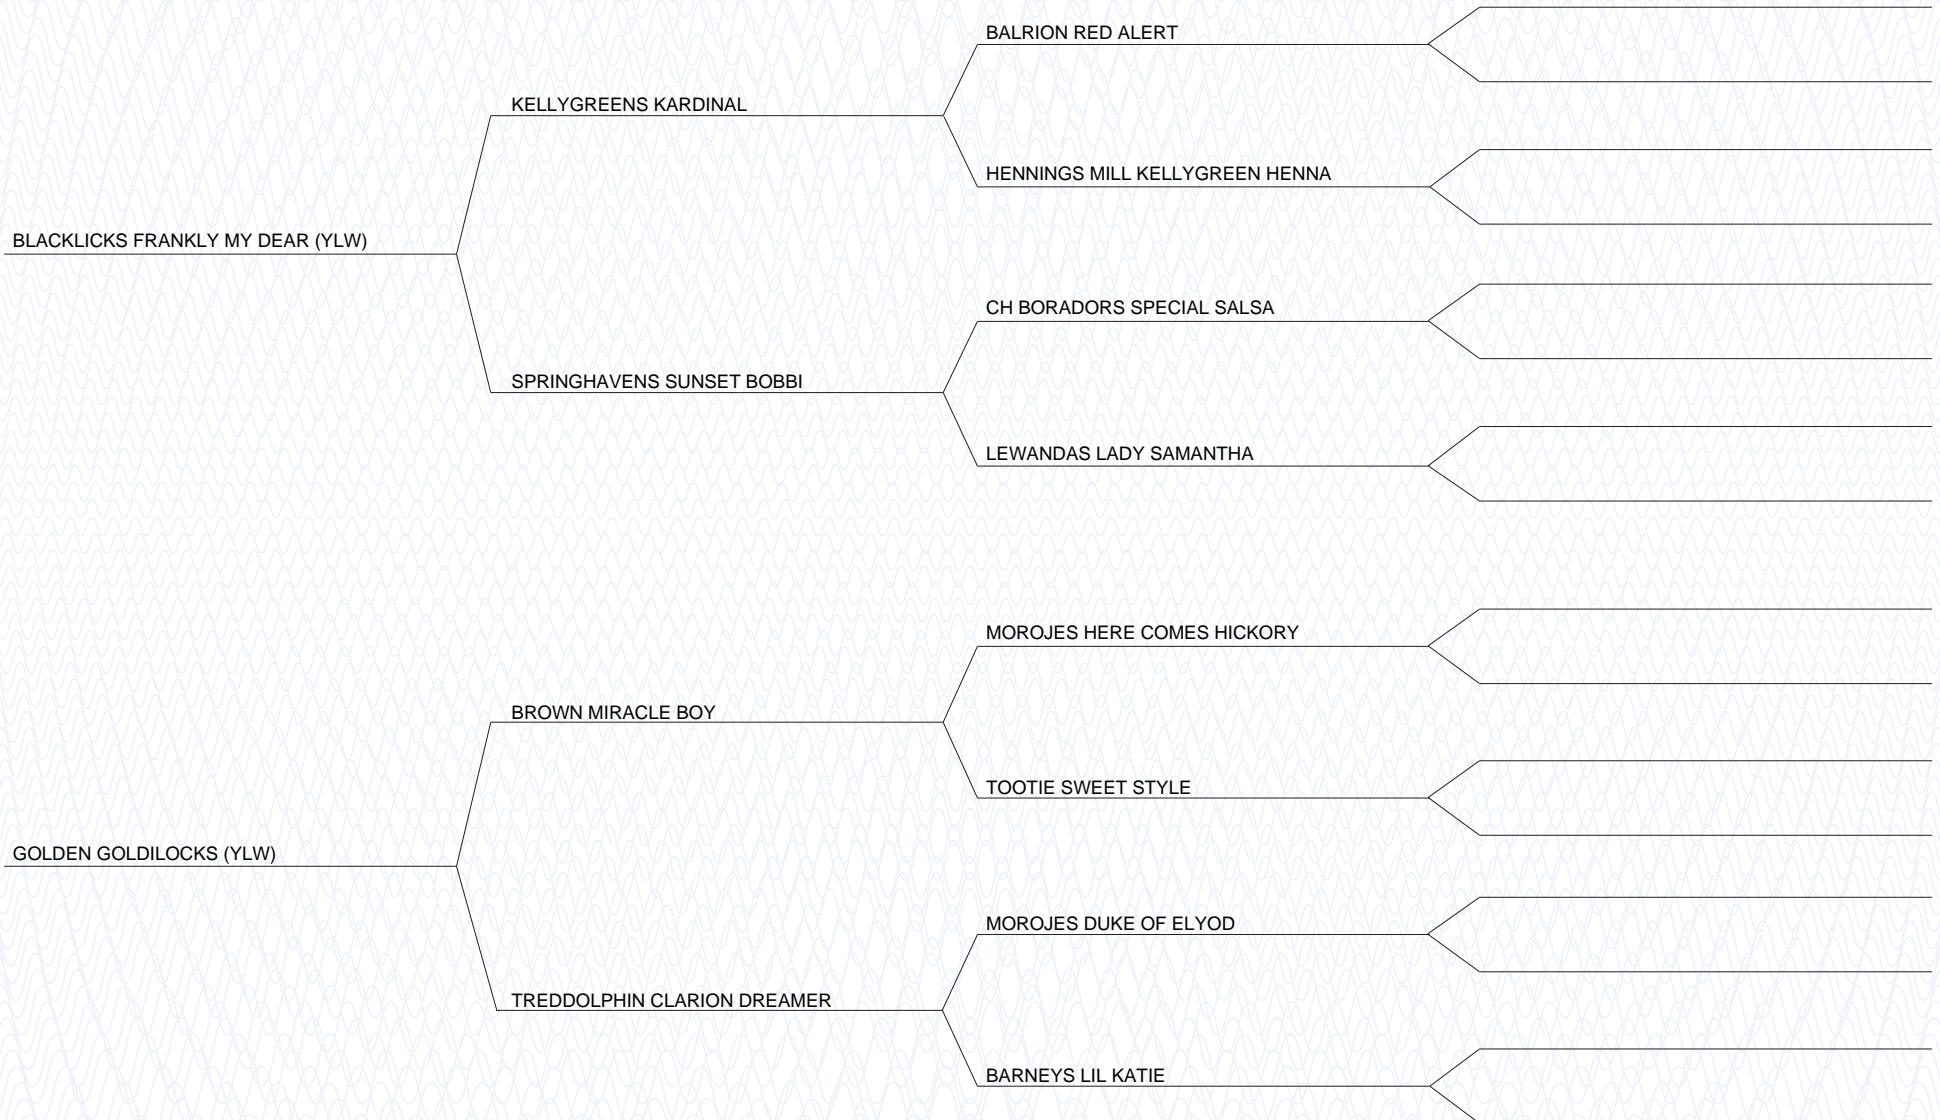 BALRION RED ALERT
KELLYGREENS KARDINAL
HENNINGS MILL KELLYGREEN HENNA
BLACKLICKS FRANKLY MY DEAR (YLW)
CH BORADORS SPECIAL SALSA
SPRINGHAVENS SUNSET BOBBI
LEWANDAS LADY SAMANTHA
MOROJES HERE COMES HICKORY
BROWN MIRACLE BOY
TOOTIE SWEET STYLE
GOLDEN GOLDILOCKS (YLW)
MOROJES DUKE OF ELYOD
TREDDOLPHIN CLARION DREAMER
BARNEYS LIL KATIE